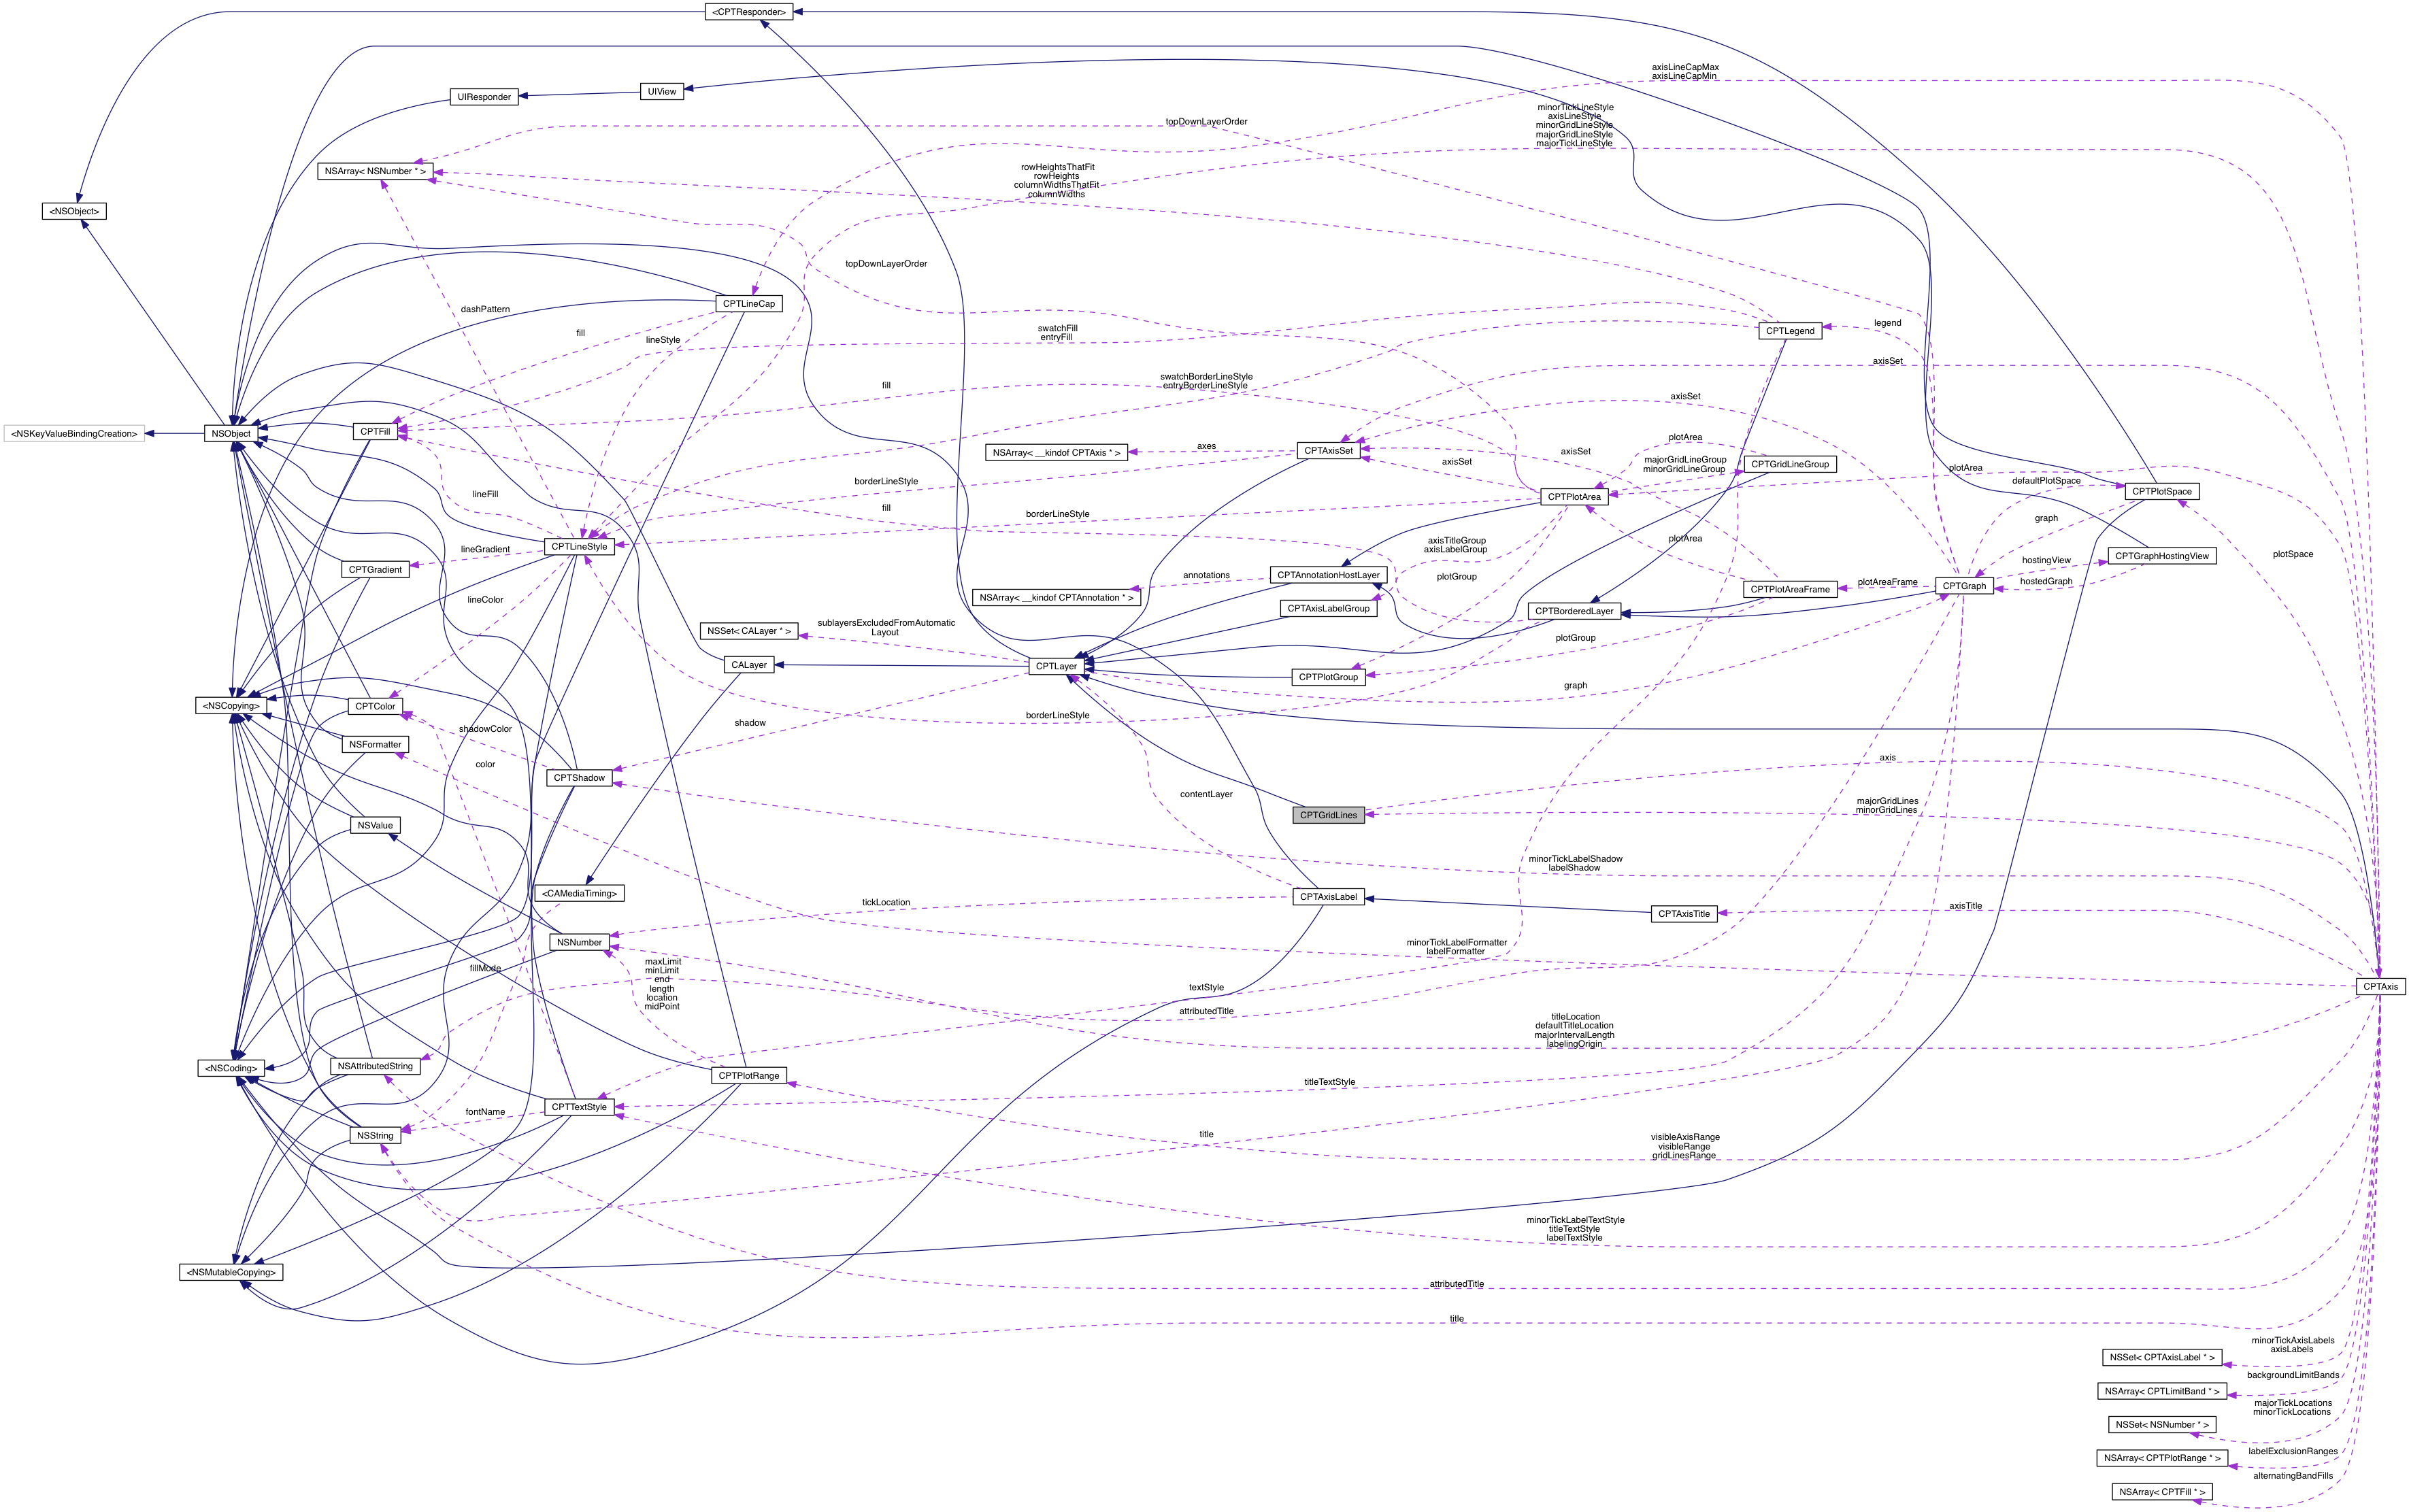 <CPTResponder>
axisLineCapMax
axisLineCapMin
UIView
UIResponder
minorTickLineStyle
axisLineStyle
minorGridLineStyle
majorGridLineStyle
majorTickLineStyle
topDownLayerOrder
NSArray< NSNumber * >
rowHeightsThatFit
rowHeights
columnWidthsThatFit
columnWidths
<NSObject>
topDownLayerOrder
CPTLineCap
dashPattern
legend
CPTLegend
fill
swatchFill
entryFill
lineStyle
axisSet
swatchBorderLineStyle
entryBorderLineStyle
fill
axisSet
<NSKeyValueBindingCreation>
NSObject
CPTFill
plotArea
NSArray< __kindof CPTAxis * >
axes
CPTAxisSet
axisSet
axisSet
majorGridLineGroup
minorGridLineGroup
CPTGridLineGroup
plotArea
borderLineStyle
defaultPlotSpace
CPTPlotSpace
lineFill
CPTPlotArea
fill
borderLineStyle
graph
plotArea
CPTLineStyle
lineGradient
axisTitleGroup
axisLabelGroup
plotSpace
CPTGraphHostingView
hostingView
CPTGradient
annotations
CPTAnnotationHostLayer
plotGroup
plotAreaFrame
CPTPlotAreaFrame
CPTGraph
hostedGraph
lineColor
NSArray< __kindof CPTAnnotation * >
CPTAxisLabelGroup
CPTBorderedLayer
sublayersExcludedFromAutomatic
Layout
NSSet< CALayer * >
plotGroup
CALayer
CPTLayer
CPTPlotGroup
graph
<NSCopying>
CPTColor
shadow
borderLineStyle
shadowColor
NSFormatter
color
CPTShadow
axis
contentLayer
majorGridLines
minorGridLines
CPTGridLines
NSValue
minorTickLabelShadow
labelShadow
<CAMediaTiming>
CPTAxisLabel
tickLocation
axisTitle
CPTAxisTitle
NSNumber
minorTickLabelFormatter
labelFormatter
fillMode
maxLimit
minLimit
end
length
location
midPoint
textStyle
CPTAxis
attributedTitle
titleLocation
defaultTitleLocation
majorIntervalLength
labelingOrigin
<NSCoding>
NSAttributedString
CPTPlotRange
titleTextStyle
CPTTextStyle
fontName
NSString
title
visibleAxisRange
visibleRange
gridLinesRange
minorTickLabelTextStyle
titleTextStyle
labelTextStyle
<NSMutableCopying>
attributedTitle
title
minorTickAxisLabels
axisLabels
NSSet< CPTAxisLabel * >
backgroundLimitBands
NSArray< CPTLimitBand * >
majorTickLocations
minorTickLocations
NSSet< NSNumber * >
labelExclusionRanges
NSArray< CPTPlotRange * >
alternatingBandFills
NSArray< CPTFill * >